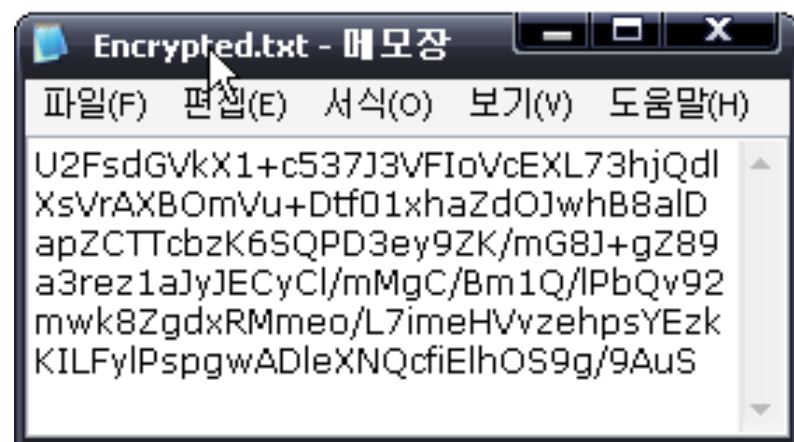 Encrypted.txt - 메모장
파일(F) 편집(E) 서식(O) 보기(V) 도움말(H)
U2FsdGVkX1+c537J3VFIoVcEXL73hjQdl
XsVrAXBOmVu+Dtf01xhaZdOJwhB8alD
apZCTTcbzK6SQPD3ey9ZK/mG8J+gZ89
a3rez1aJyJECyCl/mMgC/Bm1Q/lPbQv92
mwk8ZgdxRMmeo/L7imeHVvzehpsYEzk
KILFylPspgwADleXNQcfiElhOS9g/9AuS